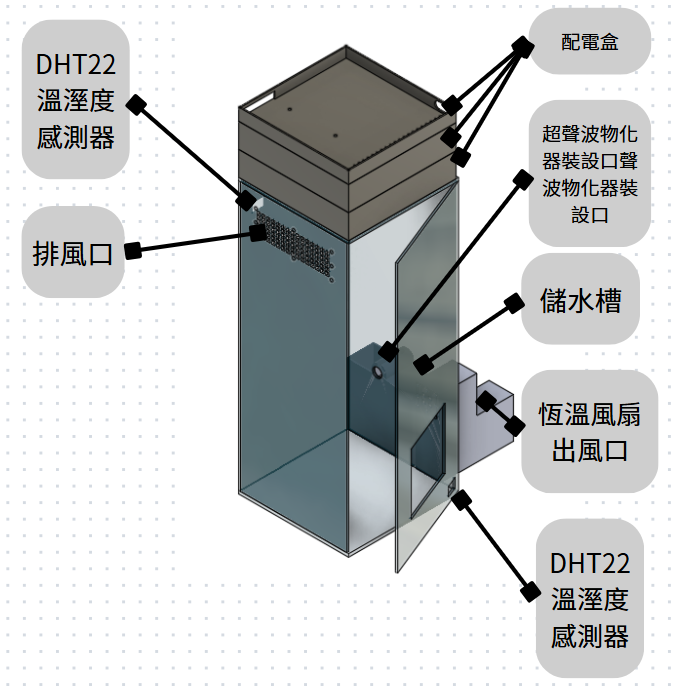 DHT22
溫溼度
感測器
排風口
配電盒
超聲波物化
器裝設口聲
波物化器裝
設口
儲水槽
恆溫風扇
出風口
DHT22
溫溼度
感測器